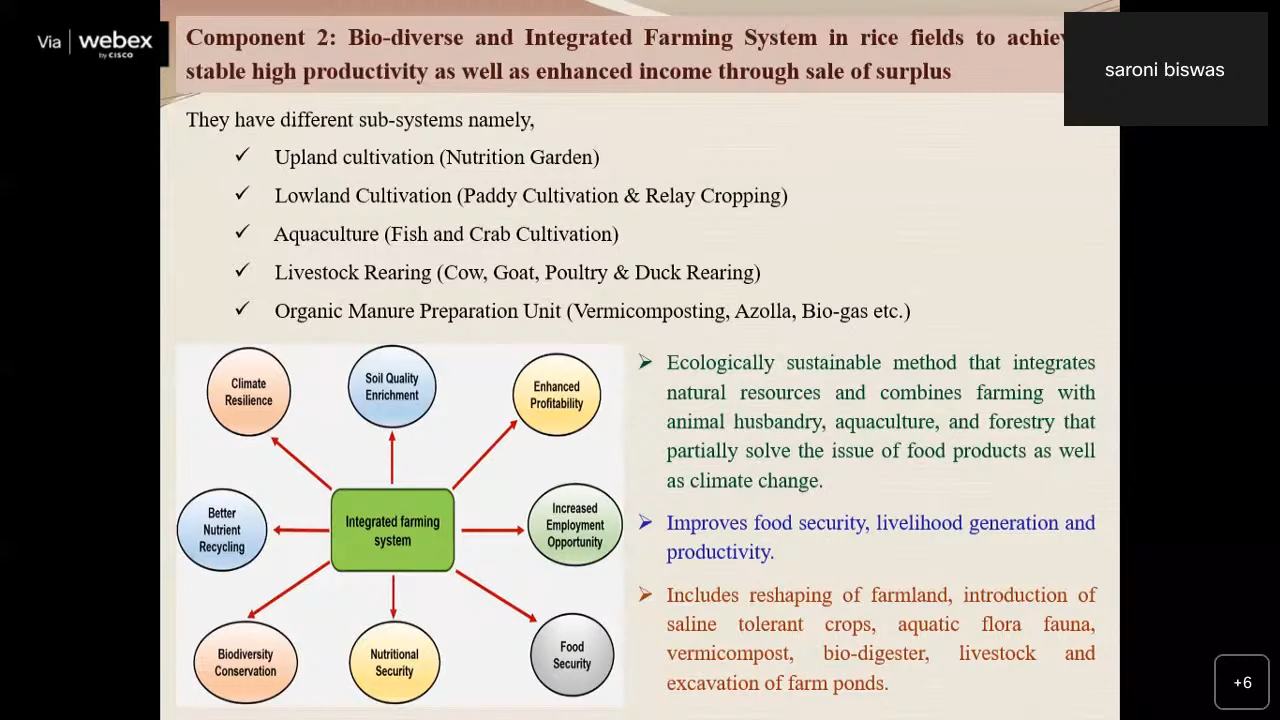 Via webex
by CISCO
saroni biswas
Component 2: Bio-diverse and Integrated Farming System in rice fields to
stable high productivity as well as enhanced income through sale of surplus
They have different sub-systems namely,
✓ Upland cultivation (Nutrition Garden)
✓ Lowland Cultivation (Paddy Cultivation & Relay Cropping)
✓ Aquaculture (Fish and Crab Cultivation)
✓ Livestock Rearing (Cow, Goat, Poultry & Duck Rearing)
✓ Organic Manure Preparation Unit (Vermicomposting, Azolla, Bio-gas etc.)
Climate
Resilience
Soil Quality
Enrichment
Enhanced
Profitability
Better
Nutrient
Recycling
Integrated farming
system
Increased
Employment
Opportunity
Biodiversity
Conservation
Nutritional
Security
Food
Security
Ecologically sustainable method that integrates
natural resources and combines farming with
animal husbandry, aquaculture, and forestry that
partially solve the issue of food products as well
as climate change.
Improves food security, livelihood generation and
productivity.
Includes reshaping of farmland, introduction of
saline tolerant crops, aquatic flora fauna,
vermicompost, bio-digester, livestock and
excavation of farm ponds.
+6